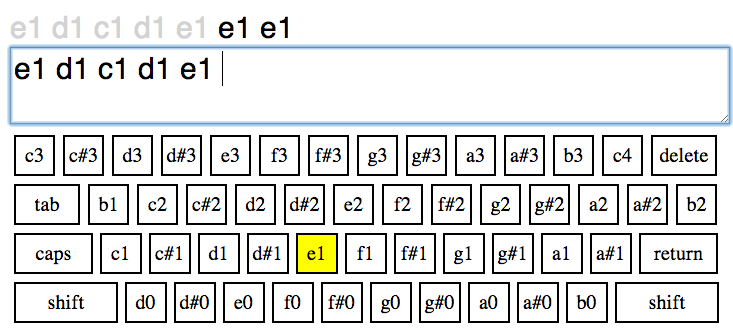 e1 d1 c1 d1 e1 e1 e1
e1 d1 c1 d1 e1
c3 c#3 d3 d#3 e3 f3 f#3 g3 g#3 a3 a#3 b3 c4 delete
tab b1 c2 c#2 d2 d#2 e2 f2 f#2 g2 g#2 a2 a#2 b2
caps c1 c#1 d1 d#1 e1 f1 f#1 g1 g#1 a1 a#1 return
shift d0 d#0 e0 f0 f#0 g0 g#0 a0 a#0 b0 shift